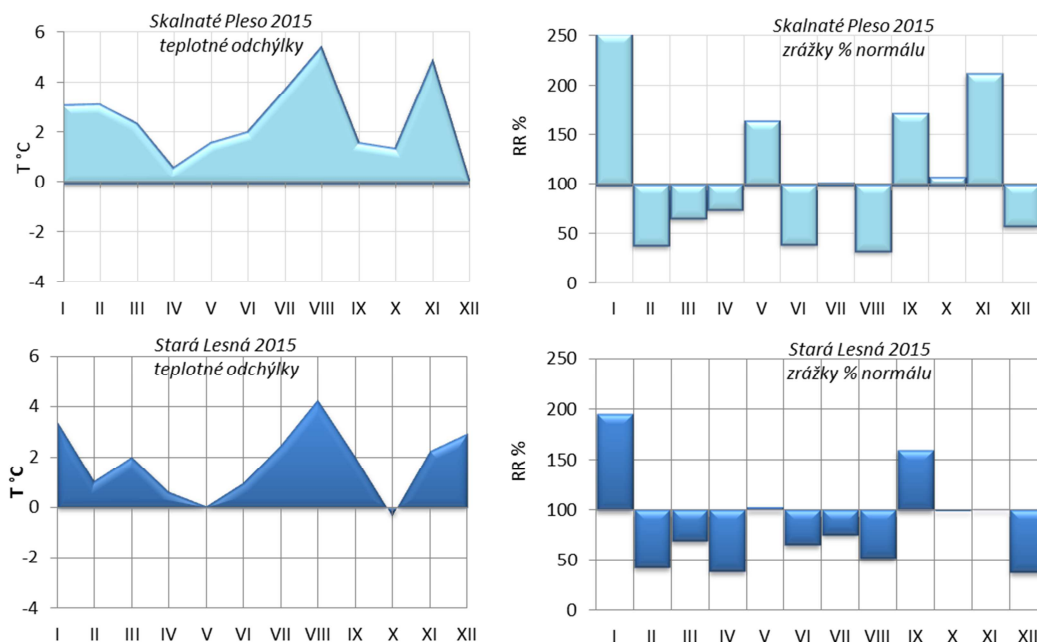 Skalnaté Pleso 2015
teplotné odchýlky
T °C
6
4
2
0
-2
-4
I II III IV V VI VII VIII IX X XI XII
Skalnaté Pleso 2015
zrážky % normálu
RR %
250
200
150
100
50
0
I II III IV V VI VII VIII IX X XI XII
Stará Lesná 2015
teplotné odchýlky
T °C
6
4
2
0
-2
-4
I II III IV V VI VII VIII IX X XI XII
Stará Lesná 2015
zrážky % normálu
RR %
250
200
150
100
50
0
I II III IV V VI VII VIII IX X XI XII